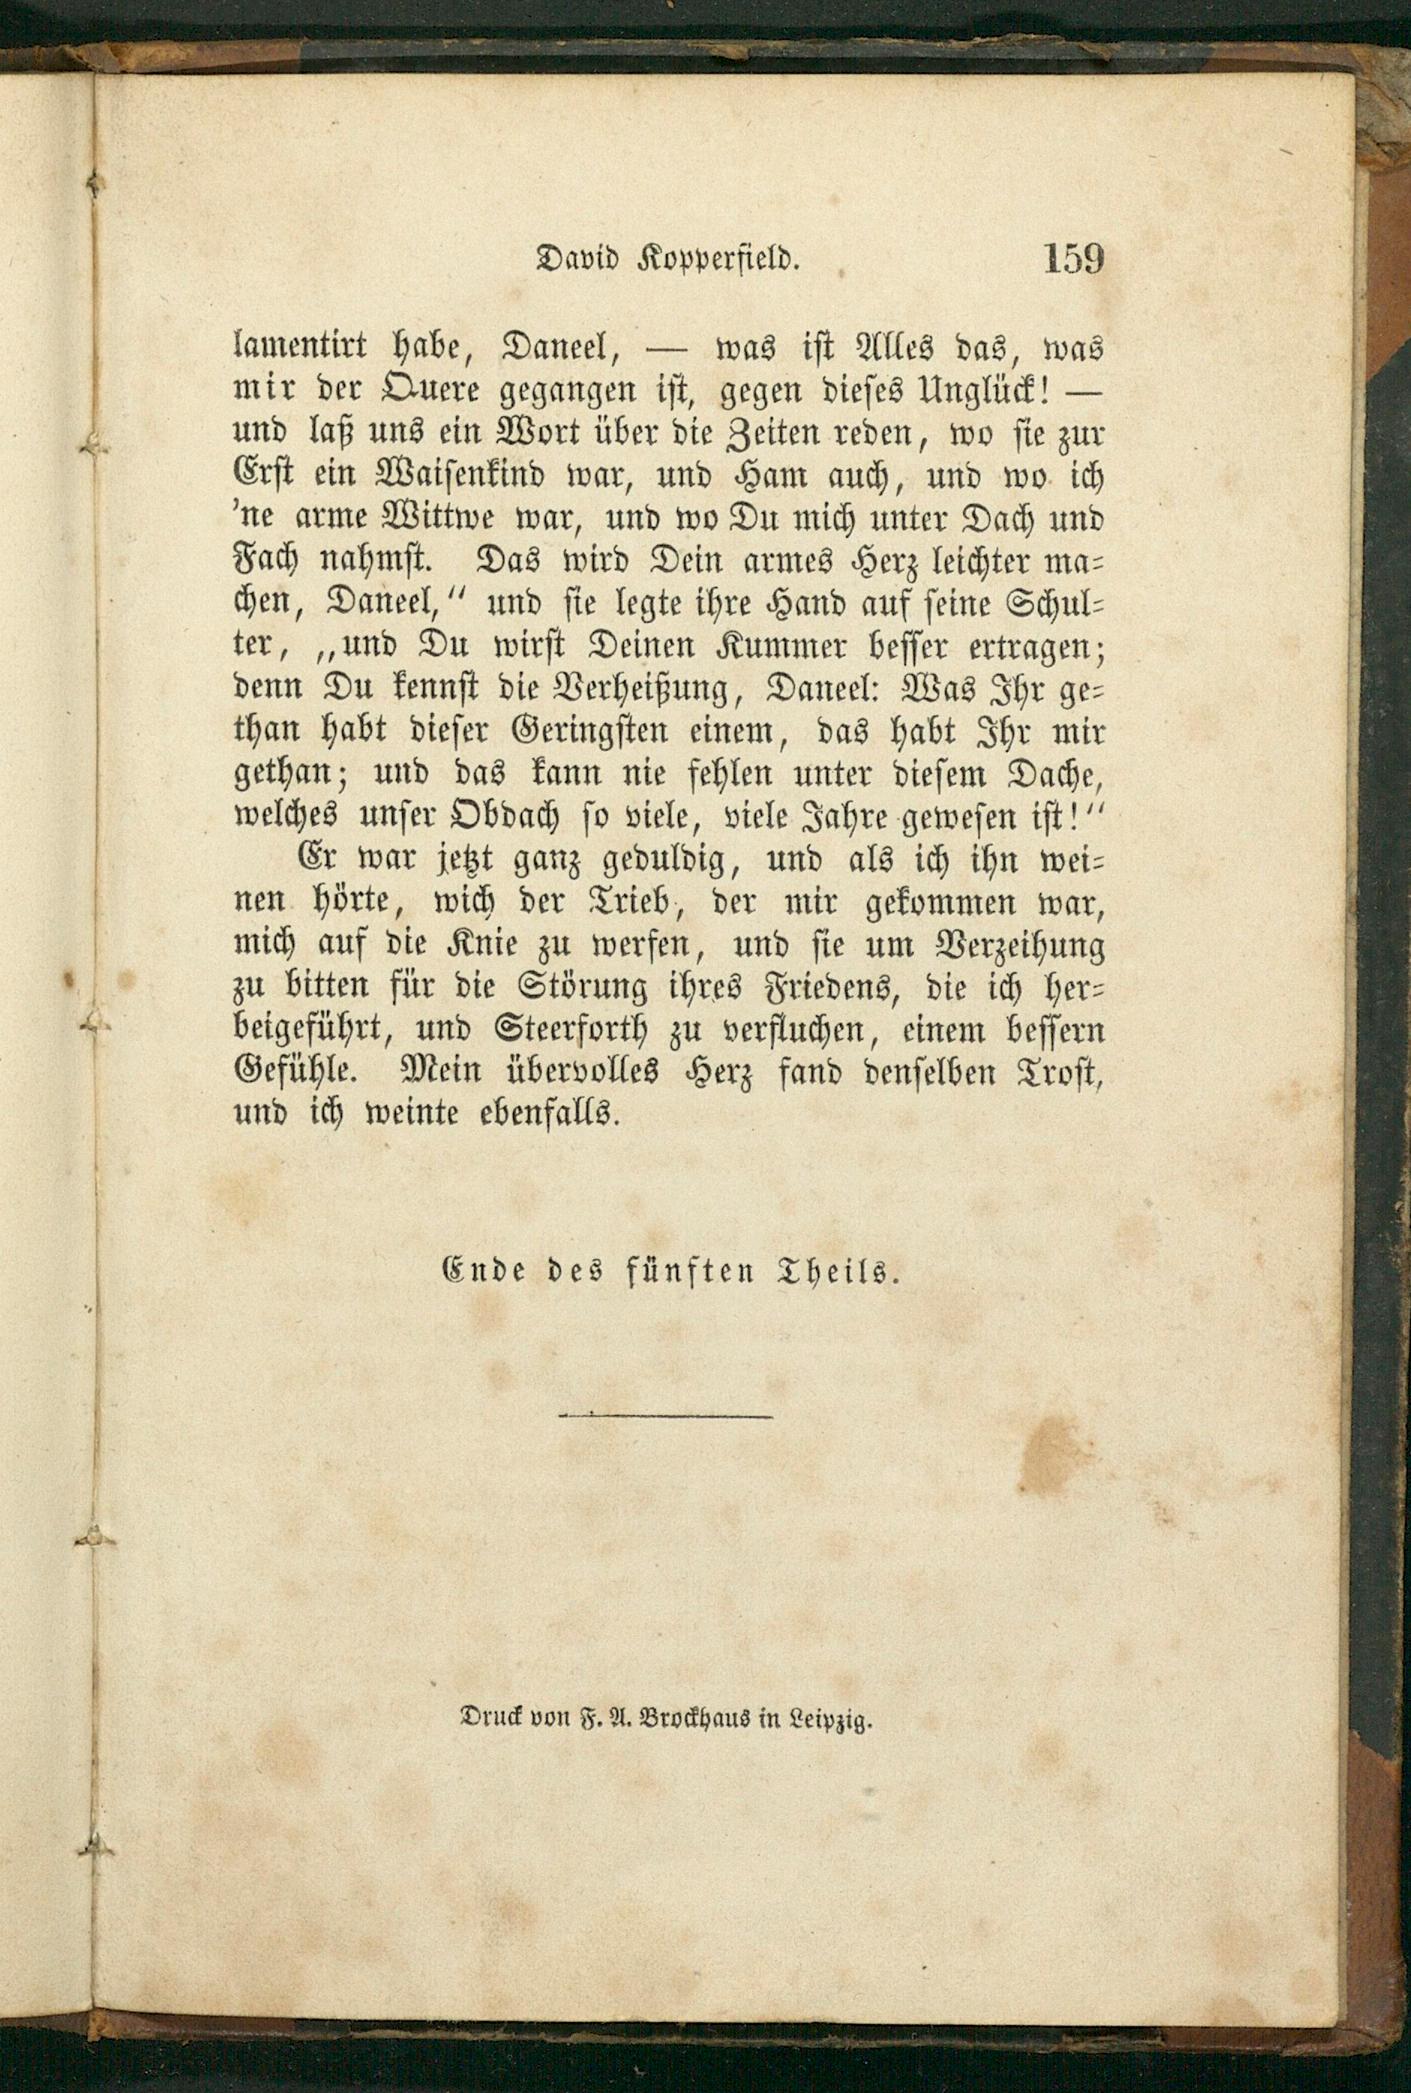 David Kopperfield. 159
lamentirt habe, Daneel, — was ist Alles das, was
mir der Quere gegangen ist, gegen dieses Unglück! —
und laß uns ein Wort über die Zeiten reden, wo sie zur
Erst ein Waisenkind war, und Ham auch, und wo ich
'ne arme Wittwe war, und wo Du mich unter Dach und
Fach nahmst. Das wird Dein armes Herz leichter ma-
chen, Daneel,“ und sie legte ihre Hand auf seine Schul-
ter, „und Du wirst Deinen Kummer besser ertragen;
denn Du kennst die Verheißung, Daneel: Was Ihr ge-
than habt dieser Geringsten einem, das habt Ihr mir
gethan; und das kann nie fehlen unter diesem Dache,
welches unser Obdach so viele, viele Jahre gewesen ist!“
Er war jetzt ganz geduldig, und als ich ihn wei-
nen hörte, wich der Trieb, der mir gekommen war,
mich auf die Knie zu werfen, und sie um Verzeihung
zu bitten für die Störung ihres Friedens, die ich her-
beigeführt, und Steerforth zu verfluchen, einem bessern
Gefühle. Mein übervolles Herz fand denselben Trost,
und ich weinte ebenfalls.
Ende des fünften Theils.
Druck von F. A. Brockhaus in Leipzig.